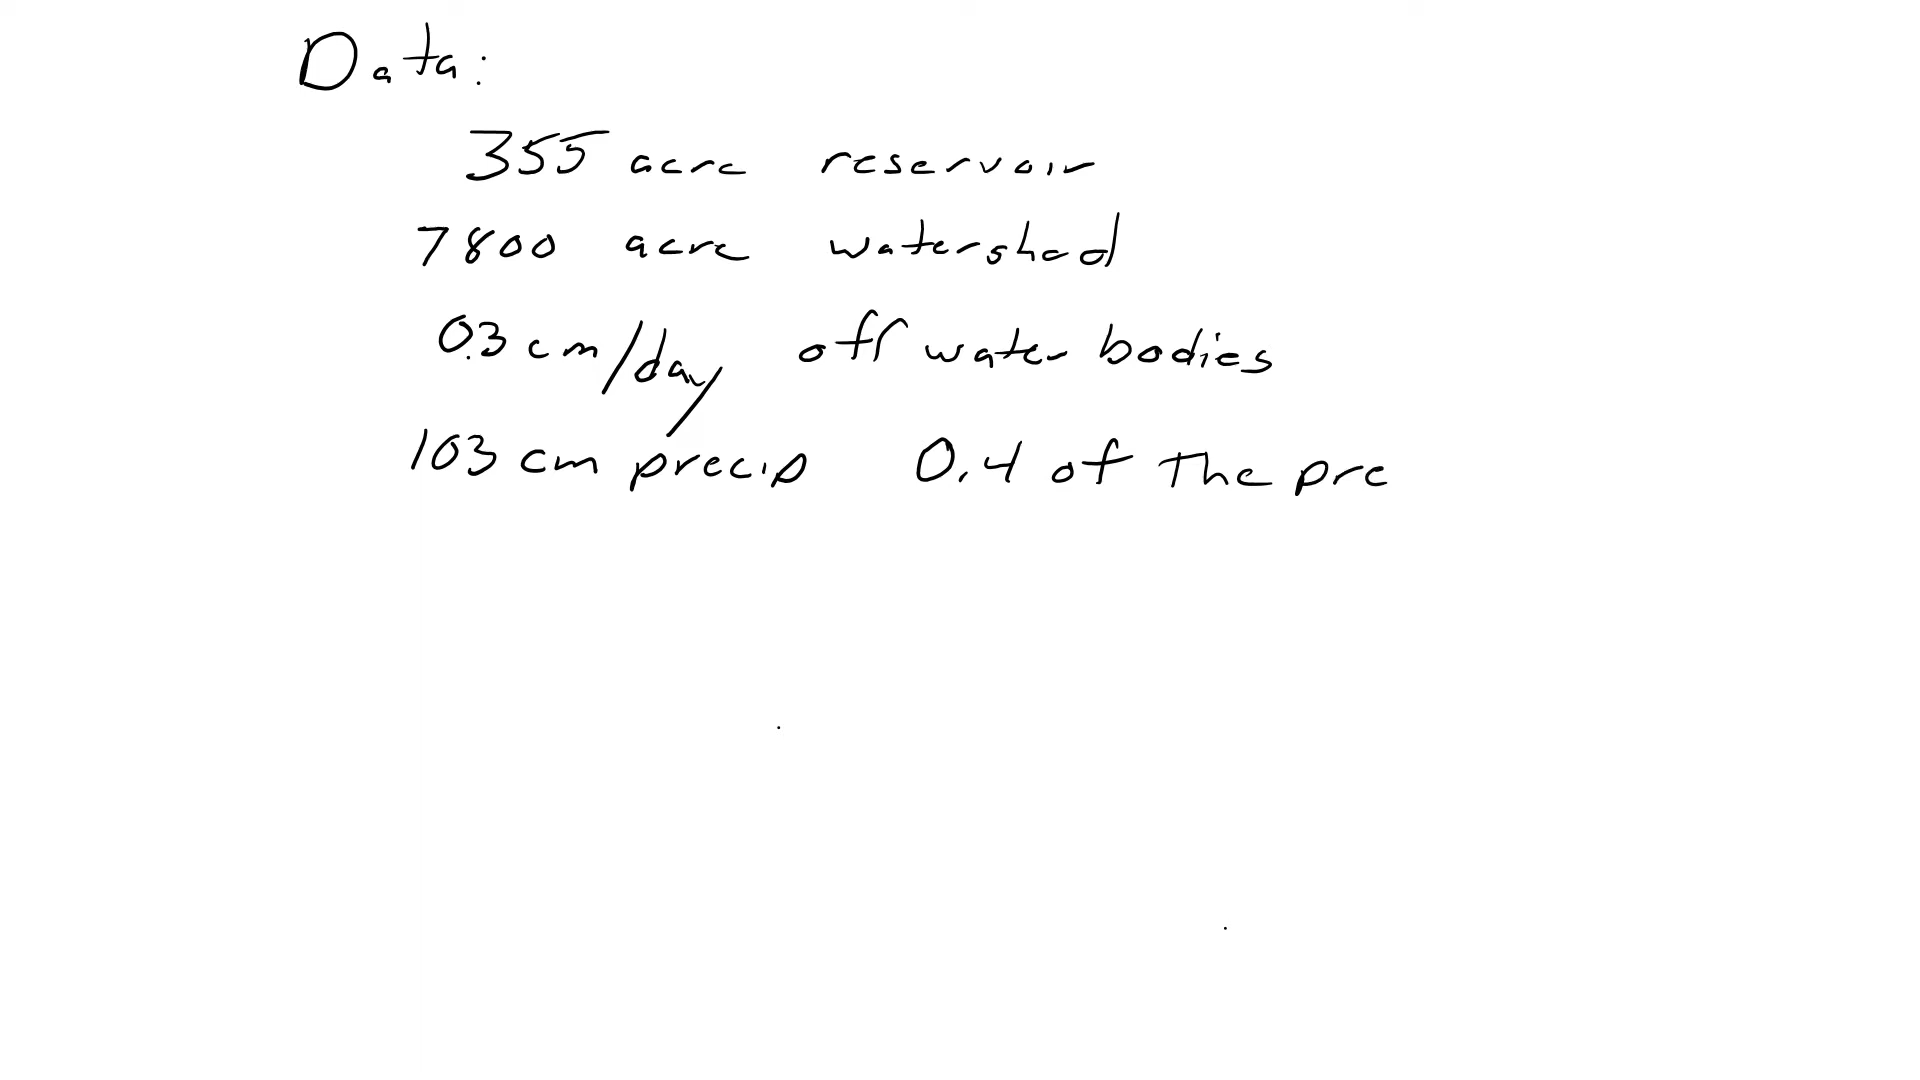 Data:
355 acre reservoir
7800 acre watershed
0.3 cm/day off water bodies
103 cm precip 0.4 of the pre